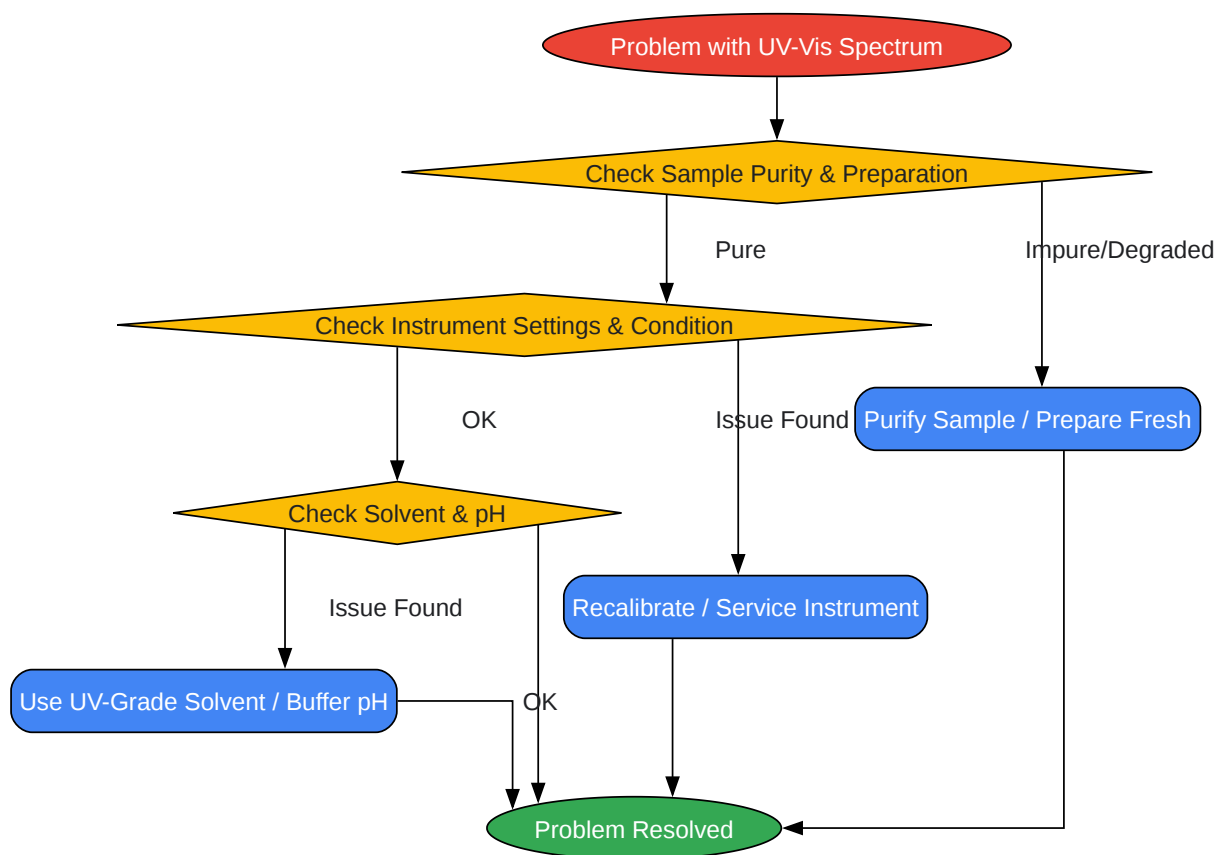 Problem with UV-Vis Spectrum
Check Sample Purity & Preparation
Pure
Impure/Degraded
Check Instrument Settings & Condition
OK
Issue Found
Purify Sample / Prepare Fresh
Check Solvent & pH
Issue Found
Recalibrate / Service Instrument
Use UV-Grade Solvent / Buffer pH
OK
Problem Resolved